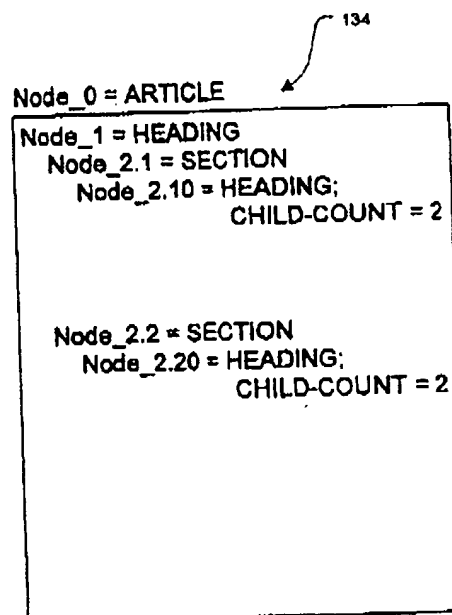 134
Node_0 = ARTICLE
Node_1 = HEADING
Node_2.1 = SECTION
Node_2.10 = HEADING;
CHILD-COUNT = 2
Node_2.2 = SECTION
Node_2.20 = HEADING;
CHILD-COUNT = 2